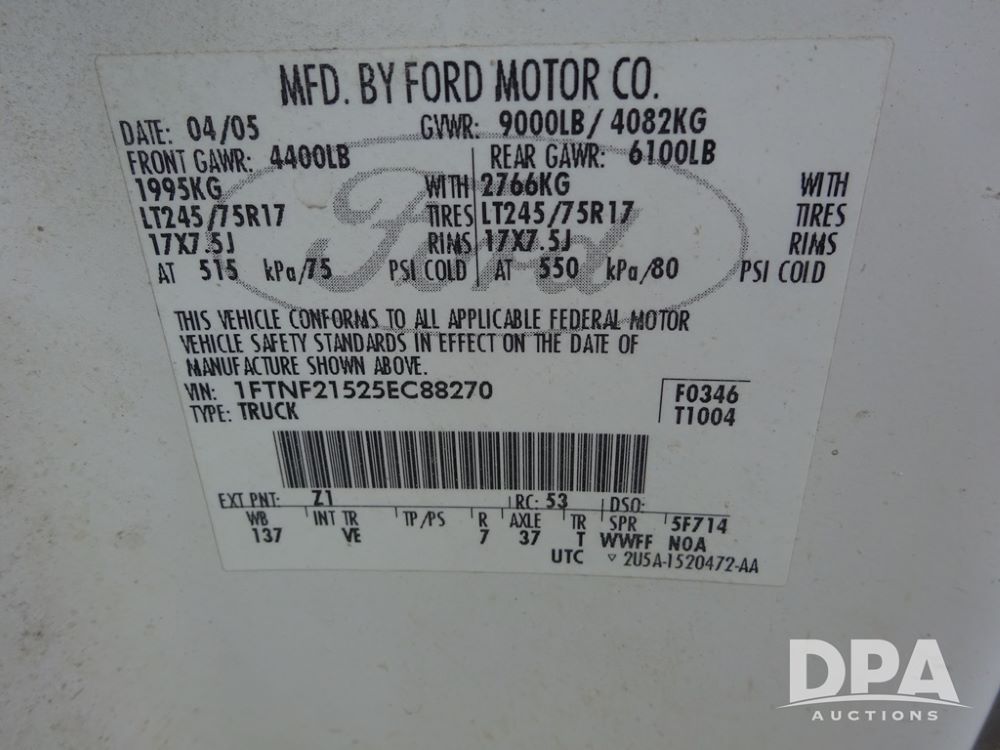 MFD. BY FORD MOTOR CO.
DATE: 04/05 GVWR: 9000LB/ 4082KG
FRONT GAWR: 4400LB REAR GAWR: 6100LB
1995KG WITH 2766KG WITH
LT245/75R17 TIRES LT245/75R17 TIRES
17X7.5J RIMS 17X7.5J RIMS
AT 515 kPa/75 PSI COLD AT 550 kPa/80 PSI COLD
Ford
THIS VEHICLE CONFORMS TO ALL APPLICABLE FEDERAL MOTOR
VEHICLE SAFETY STANDARDS IN EFFECT ON THE DATE OF
MANUFACTURE SHOWN ABOVE.
VIN: 1FTNF21525EC88270 F0346
TYPE: TRUCK T1004
EXT PNT: Z1 RC: 53 DSO:
WB INT TR TP/PS R AXLE TR SPR 5F714
137 VE 7 37 T WWFF NOA
UTC ▽ 2U5A-1520472-AA
DPA
AUCTIONS